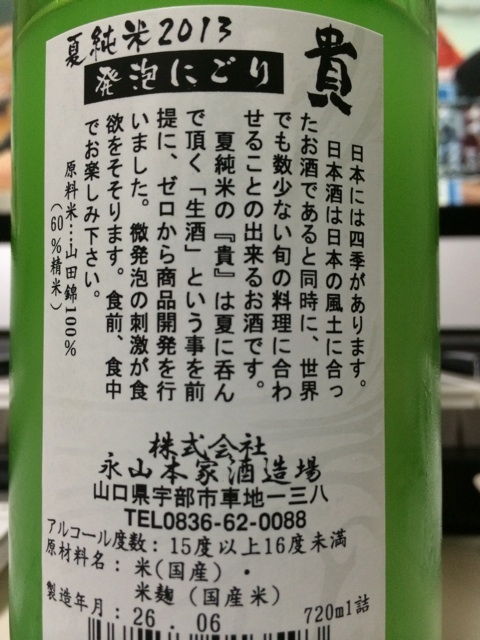 貴
夏純米2013
発泡にごり
日本には四季があります。
日本酒は日本の風土に合っ
たお酒であると同時に、世界
でも数少ない旬の料理に合わ
せることの出来るお酒です。
夏純米の『貴』は夏に呑ん
で頂く「生酒」という事を前
提に、ゼロから商品開発を行
いました。微発泡の刺激が食
欲をそそります。食前、食中
でお楽しみ下さい。
原料米…山田錦100%
(60%精米)
株式会社
永山本家酒造場
山口県宇部市車地一三八
TEL0836-62-0088
アルコール度数：15度以上16度未満
原材料名：米(国産)・
米麹(国産米)
製造年月：26.06
720ml詰